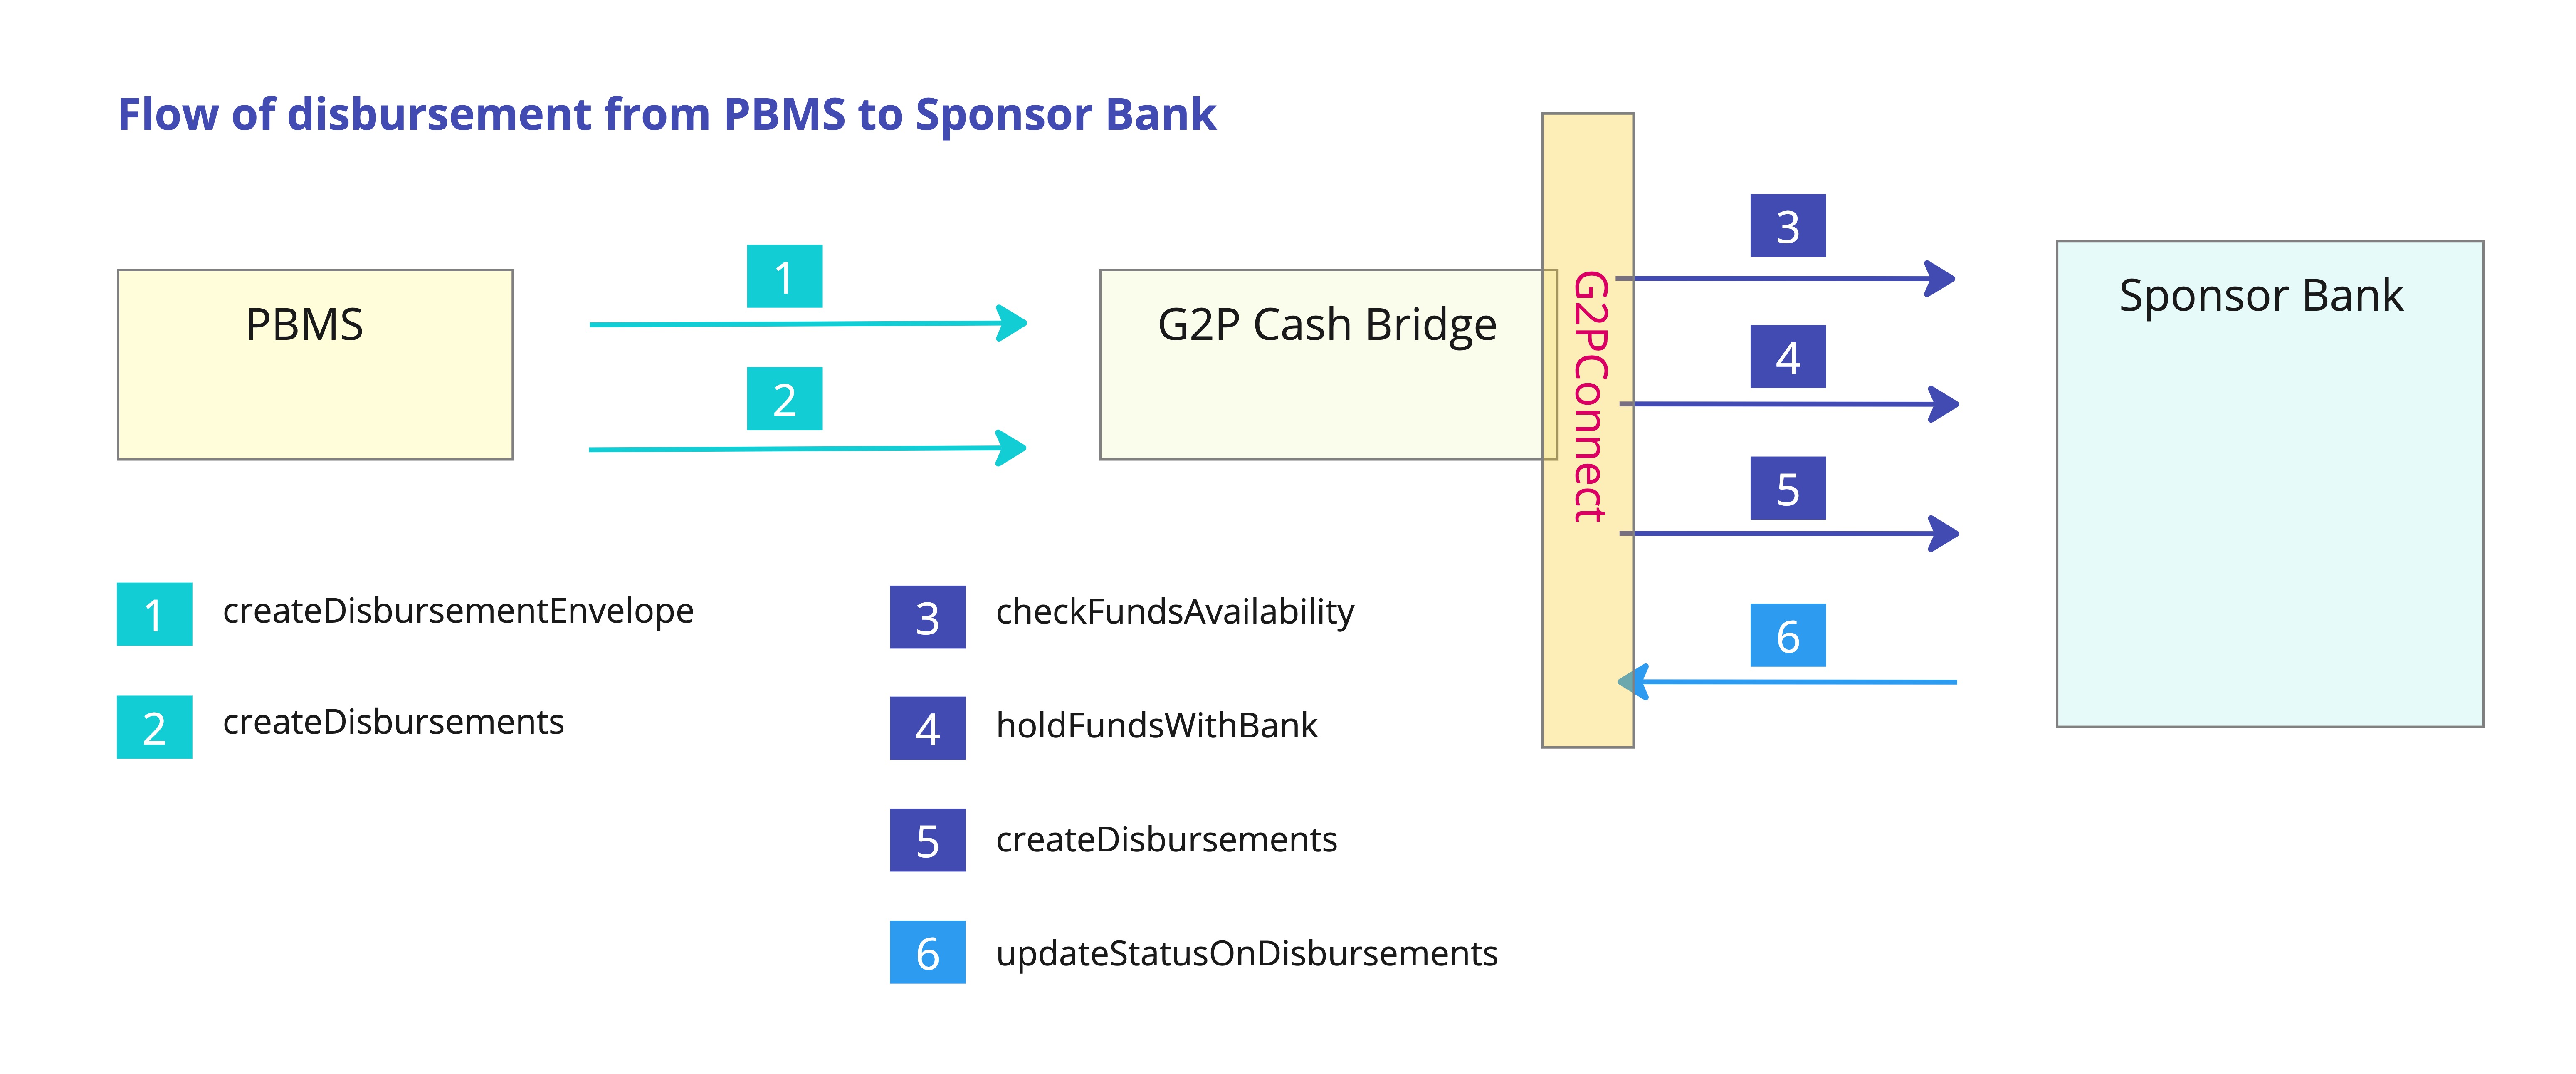 Flow of disbursement from PBMS to Sponsor Bank
PBMS
1
2
G2P Cash Bridge
G2PConnect
3
4
5
6
Sponsor Bank
1 createDisbursementEnvelope
2 createDisbursements
3 checkFundsAvailability
4 holdFundsWithBank
5 createDisbursements
6 updateStatusOnDisbursements